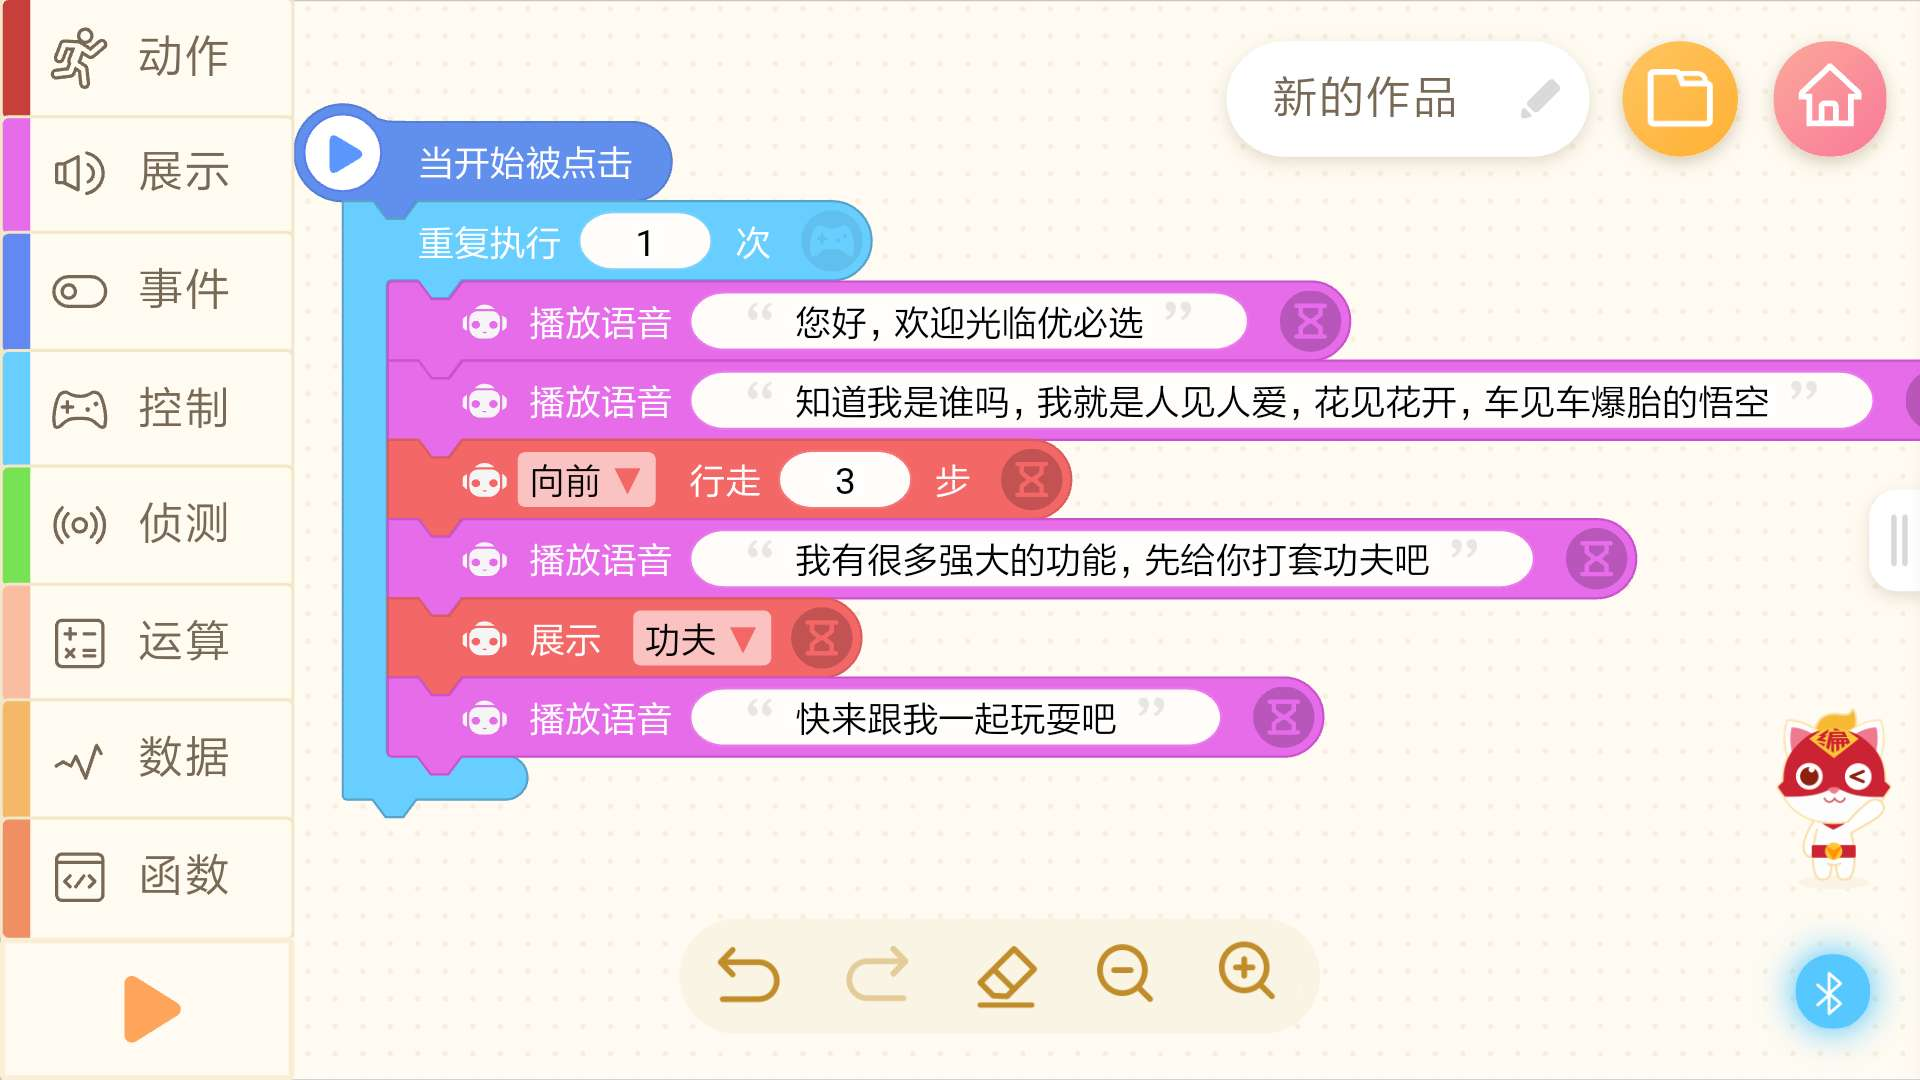 动作
展示
事件
控制
侦测
运算
数据
函数
新的作品
当开始被点击
重复执行 1 次
播放语音 “ 您好, 欢迎光临优必选 ”
播放语音 “ 知道我是谁吗, 我就是人见人爱, 花见花开, 车见车爆胎的悟空 ”
向前 行走 3 步
播放语音 “ 我有很多强大的功能, 先给你打套功夫吧 ”
展示 功夫
播放语音 “ 快来跟我一起玩耍吧 ”
编